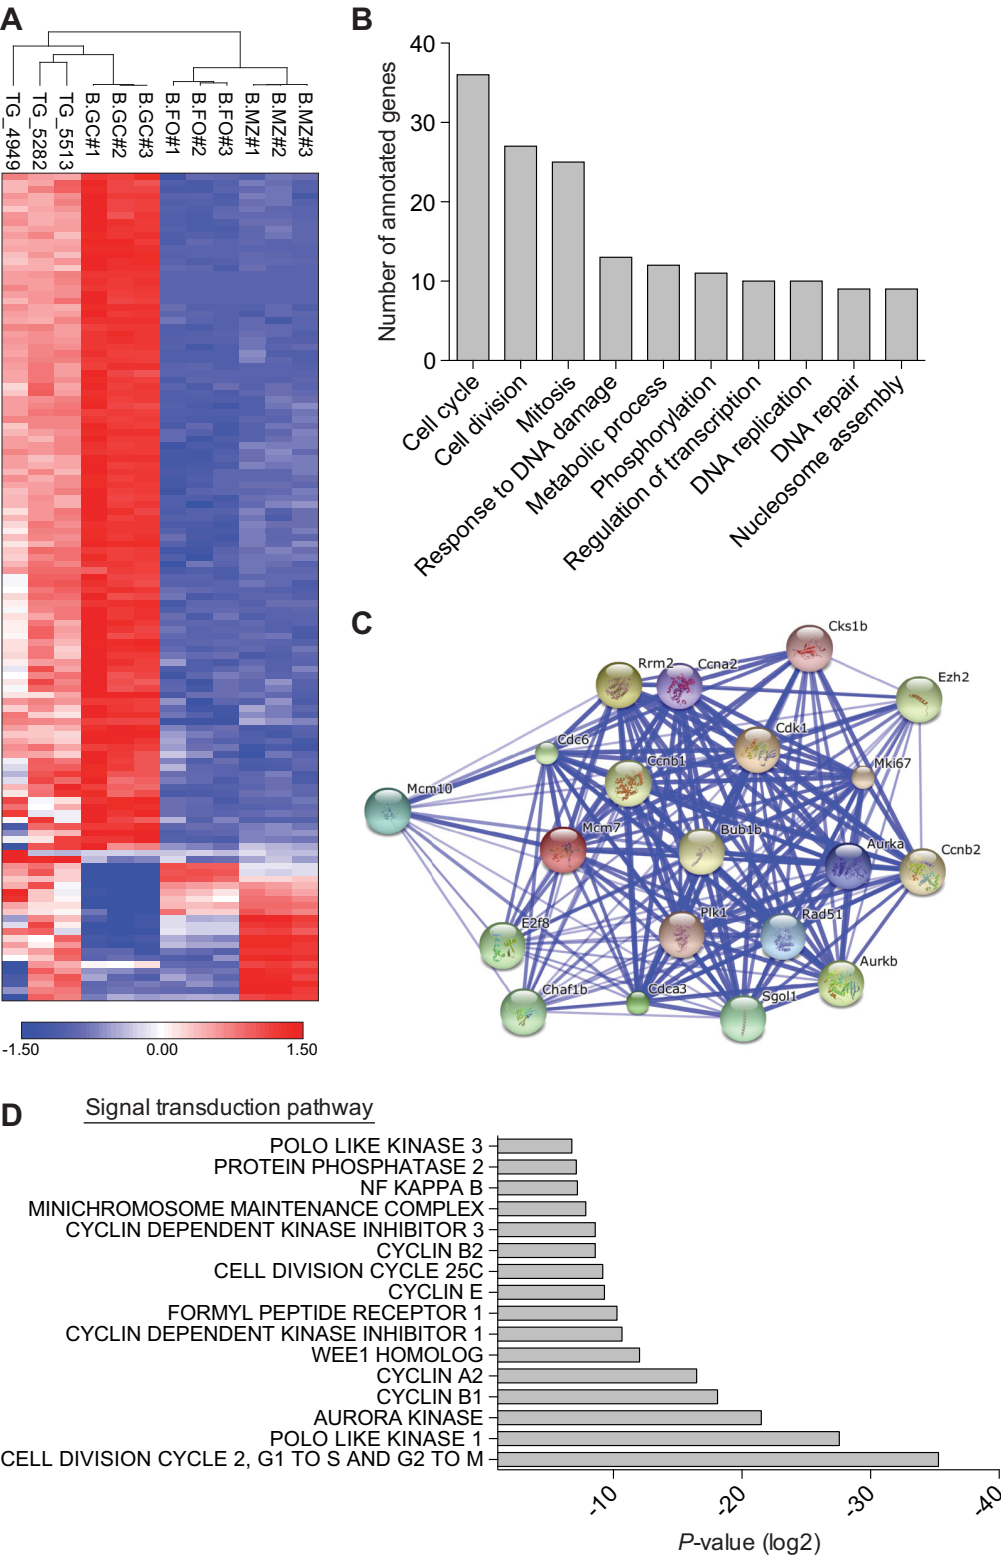 A
TG_4949
TG_5282
TG_5513
B.GC#1
B.GC#2
B.GC#3
B.FO#1
B.FO#2
B.FO#3
B.MZ#1
B.MZ#2
B.MZ#3
-1.50 0.00 1.50
B
Number of annotated genes
40
30
20
10
0
Cell cycle
Cell division
Mitosis
Response to DNA damage
Metabolic process
Phosphorylation
Regulation of transcription
DNA replication
DNA repair
Nucleosome assembly
C
Cks1b
Rrm2
Ccna2
Ezh2
Cdc6
Cdk1
Ccnb1
Mki67
Mcm10
Mcm7
Bub1b
Aurka
Ccnb2
E2f8
Plk1
Rad51
Aurkb
Chaf1b
Cdca3
Sgol1
D
Signal transduction pathway
POLO LIKE KINASE 3
PROTEIN PHOSPHATASE 2
NF KAPPA B
MINICHROMOSOME MAINTENANCE COMPLEX
CYCLIN DEPENDENT KINASE INHIBITOR 3
CYCLIN B2
CELL DIVISION CYCLE 25C
CYCLIN E
FORMYL PEPTIDE RECEPTOR 1
CYCLIN DEPENDENT KINASE INHIBITOR 1
WEE1 HOMOLOG
CYCLIN A2
CYCLIN B1
AURORA KINASE
POLO LIKE KINASE 1
CELL DIVISION CYCLE 2, G1 TO S AND G2 TO M
-10 -20 -30 -40
P-value (log2)